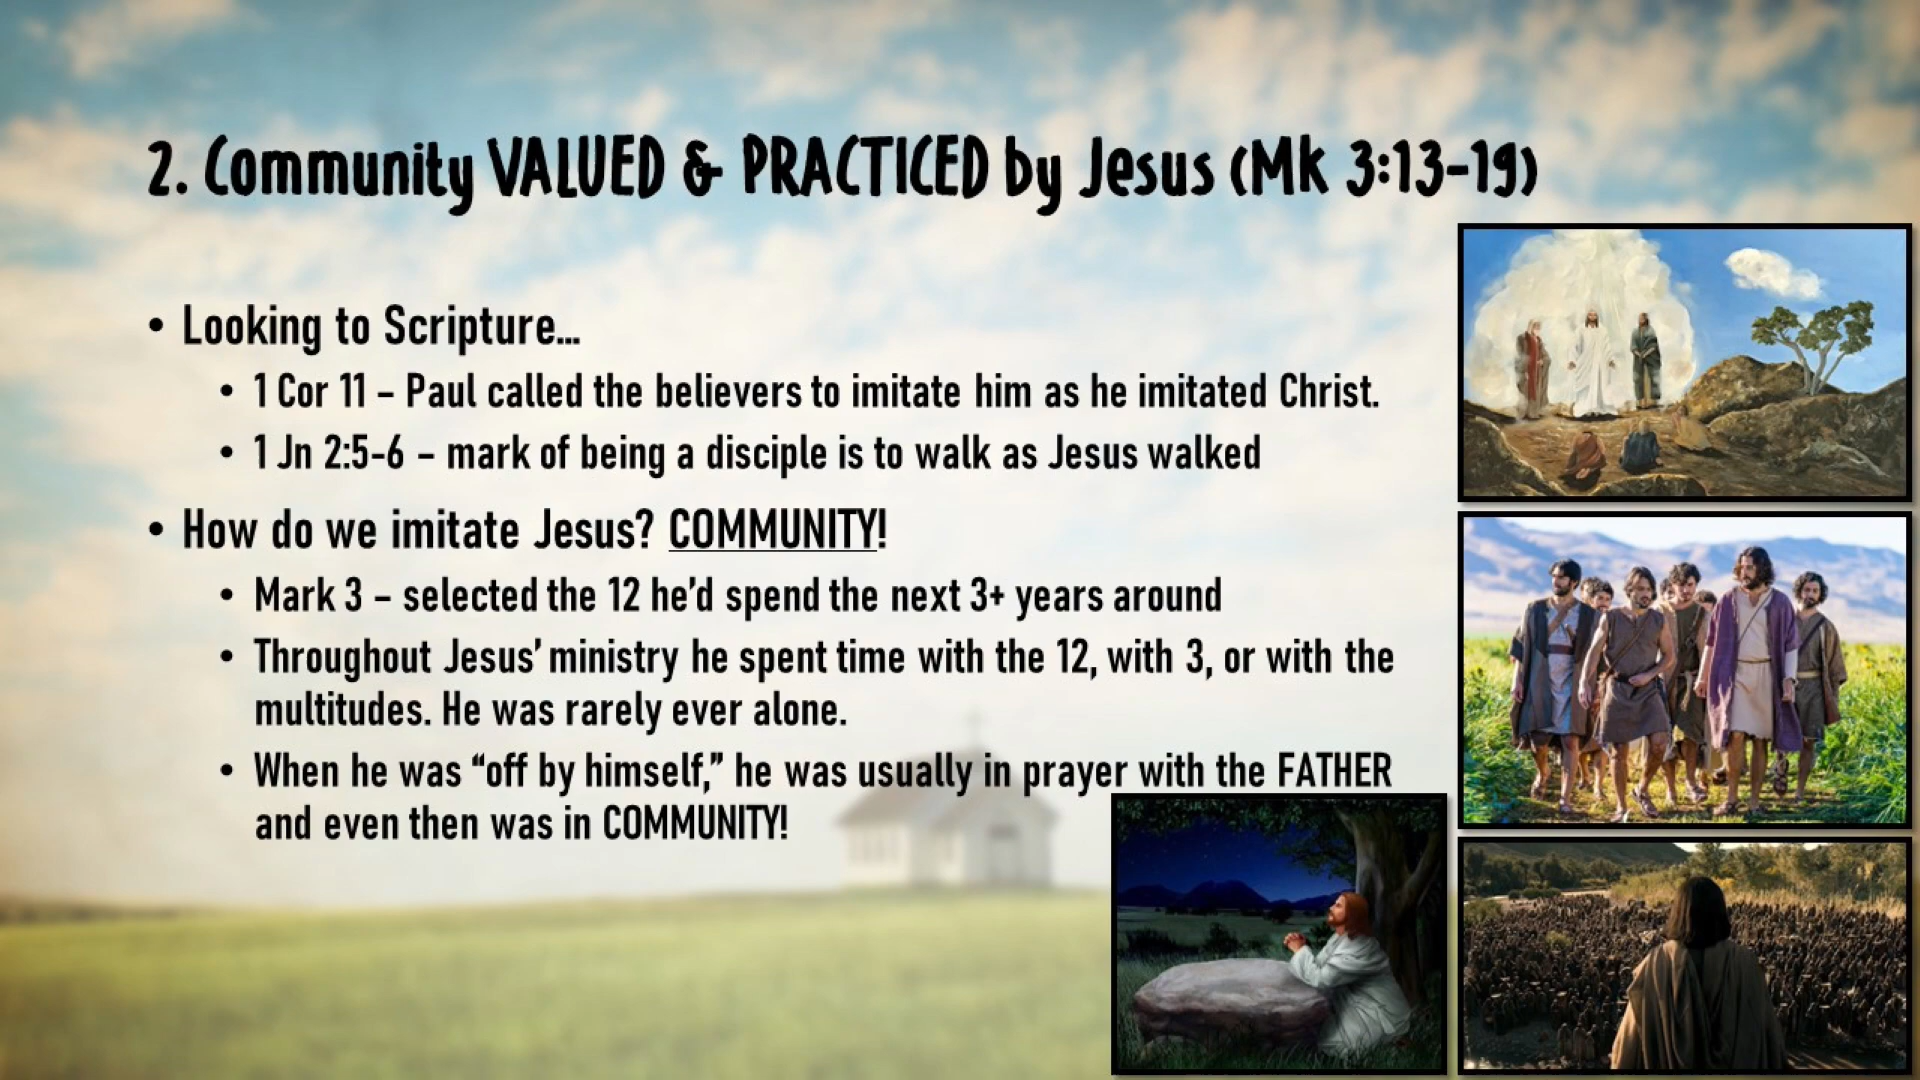 2. Community VALUED & PRACTICED by Jesus (Mk 3:13-19)
• Looking to Scripture…
• 1 Cor 11 – Paul called the believers to imitate him as he imitated Christ.
• 1 Jn 2:5-6 – mark of being a disciple is to walk as Jesus walked
• How do we imitate Jesus? COMMUNITY!
• Mark 3 – selected the 12 he’d spend the next 3+ years around
• Throughout Jesus’ ministry he spent time with the 12, with 3, or with the
multitudes. He was rarely ever alone.
• When he was “off by himself,” he was usually in prayer with the FATHER
and even then was in COMMUNITY!